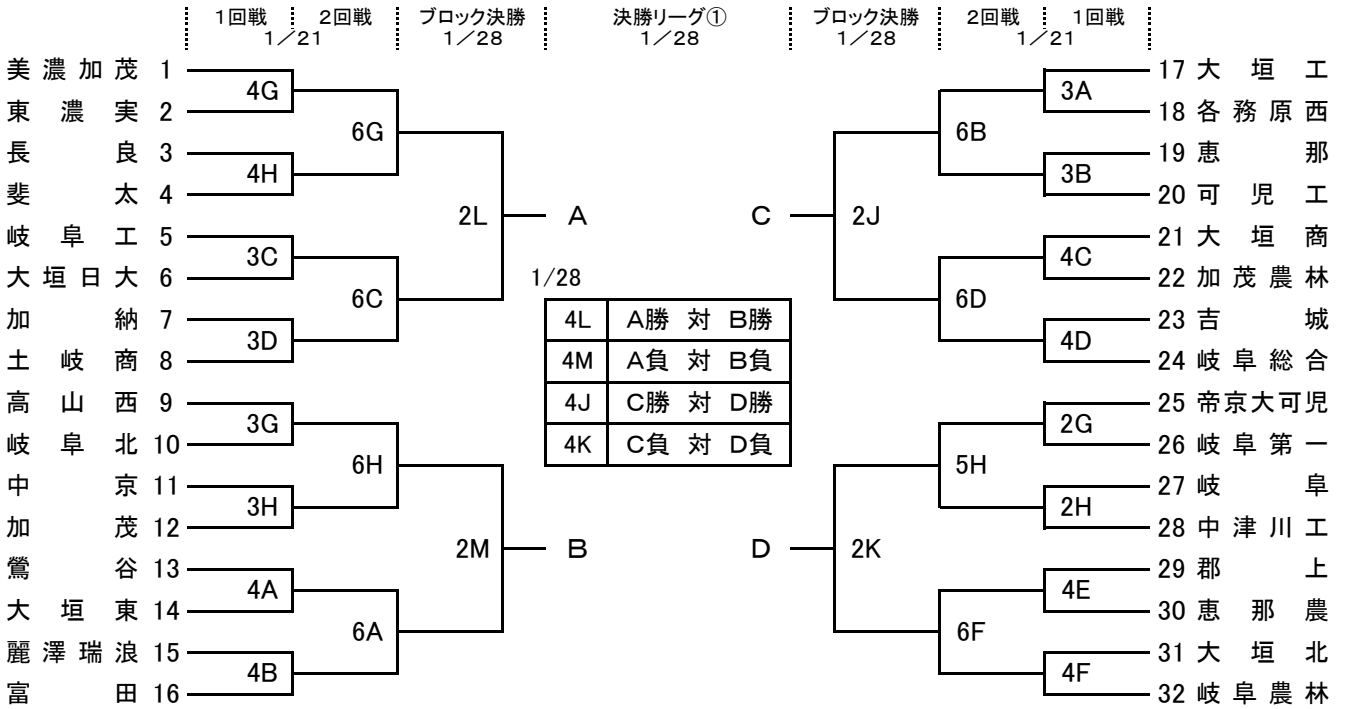 1回戦 2回戦 ブロック決勝 決勝リーグ① ブロック決勝 2回戦 1回戦
1/21 1/28 1/28 1/28 1/21
美濃加茂 1
4G
東濃実 2
6G
長良 3
4H
斐太 4
2L A
岐阜工 5
3C
大垣日大 6
6C
加納 7
3D
土岐商 8
高山西 9
3G
岐阜北 10
6H
中京 11
3H
加茂 12
2M B
鶯谷 13
4A
大垣東 14
6A
麗澤瑞浪 15
4B
富田 16
1/28
4L A勝 対 B勝
4M A負 対 B負
4J C勝 対 D勝
4K C負 対 D負
17 大垣工
3A
18 各務原西
6B
19 恵那
3B
20 可児工
C 2J
21 大垣商
4C
22 加茂農林
6D
23 吉城
4D
24 岐阜総合
25 帝京大可児
2G
26 岐阜第一
5H
27 岐阜
2H
28 中津川工
D 2K
29 郡上
4E
30 恵那農
6F
31 大垣北
4F
32 岐阜農林